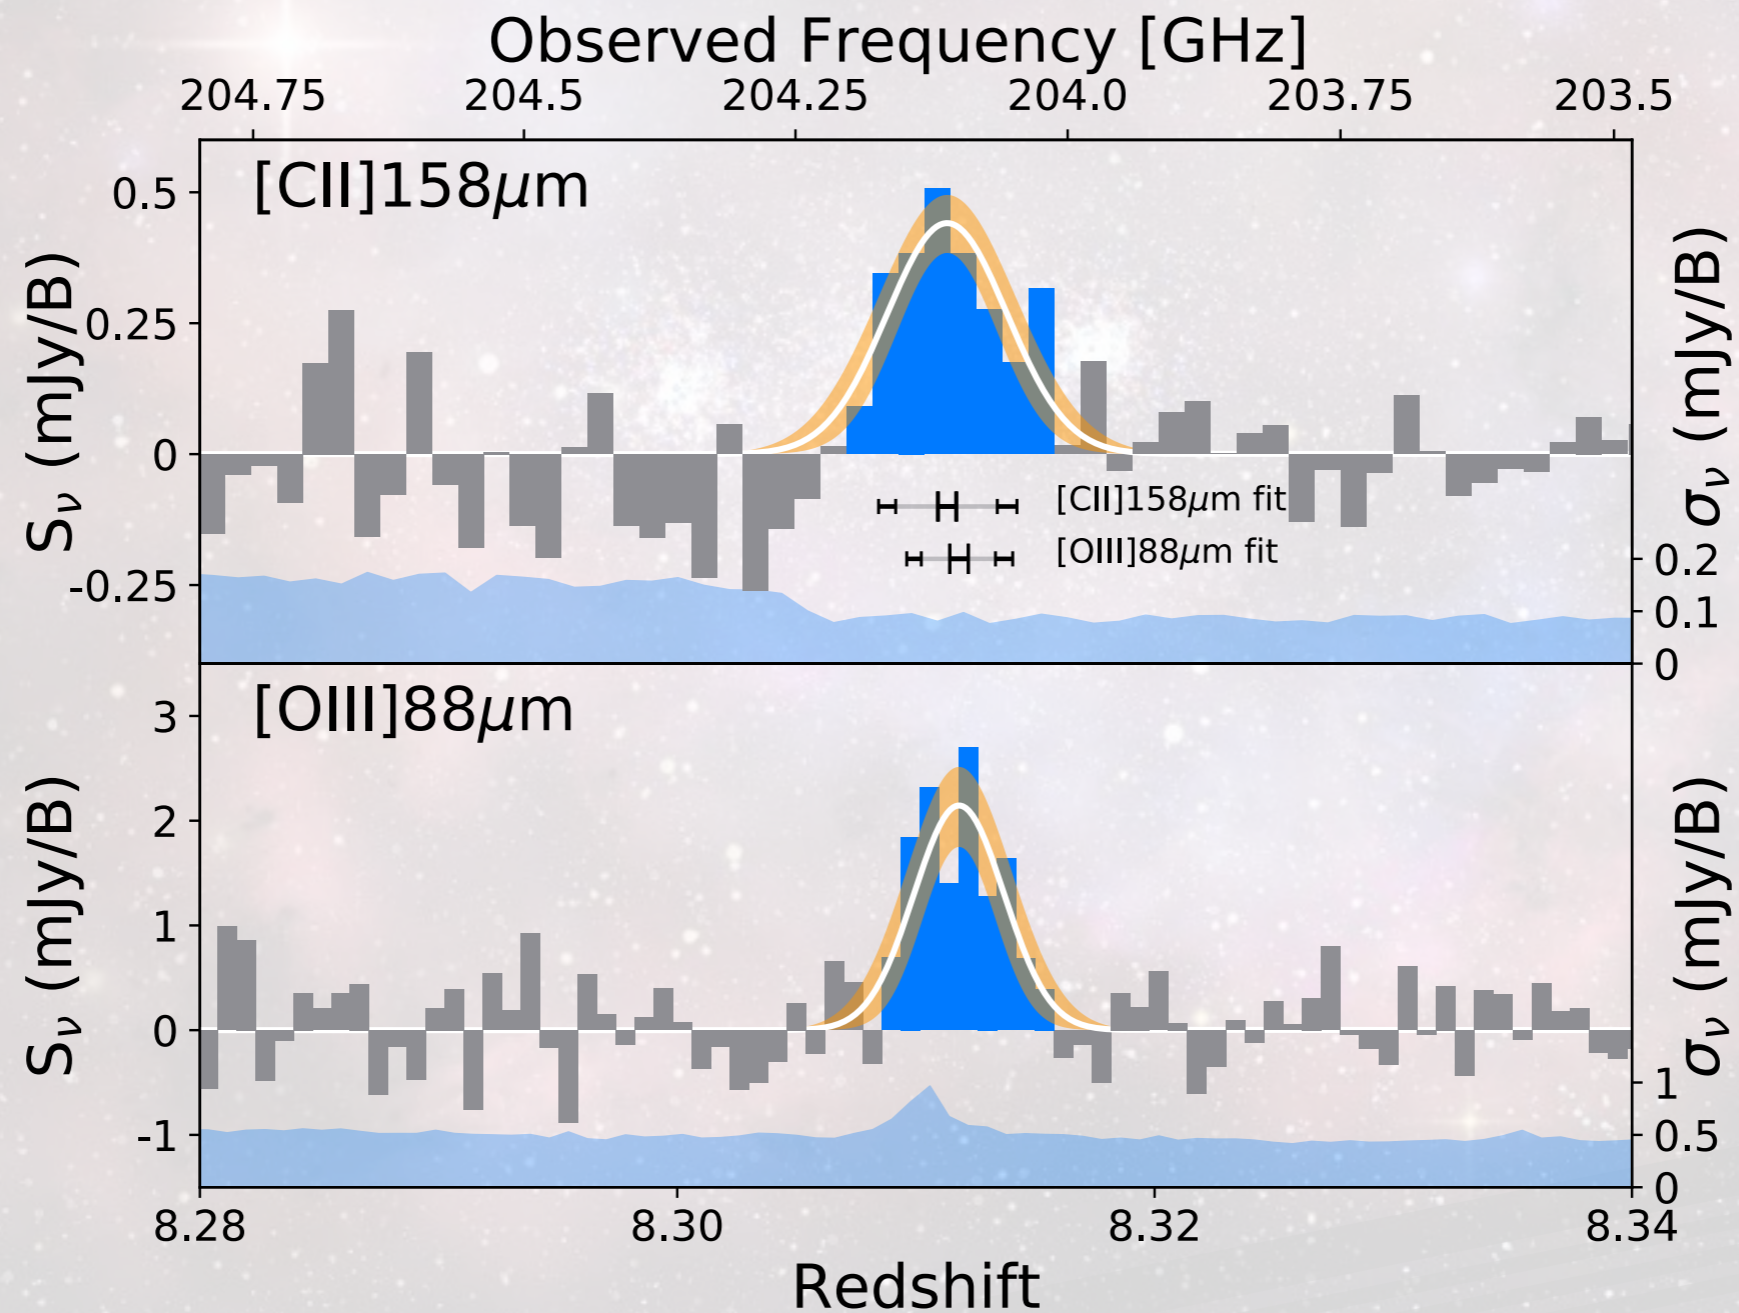 Observed Frequency [GHz]
204.75 204.5 204.25 204.0 203.75 203.5
[CII]158μm
0.5
0.25
0
-0.25
Sν (mJy/B)
σν (mJy/B)
[CII]158μm fit
[OIII]88μm fit
0.2
0.1
0
[OIII]88μm
3
2
1
0
-1
Sν (mJy/B)
σν (mJy/B)
1
0.5
0
8.28 8.30 8.32 8.34
Redshift